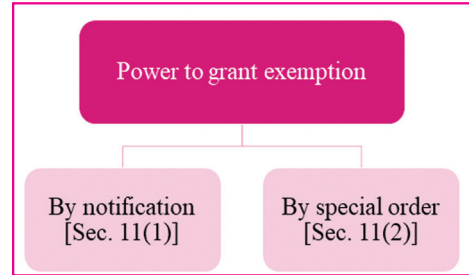 Power to grant exemption
By notification
[Sec. 11(1)]
By special order
[Sec. 11(2)]